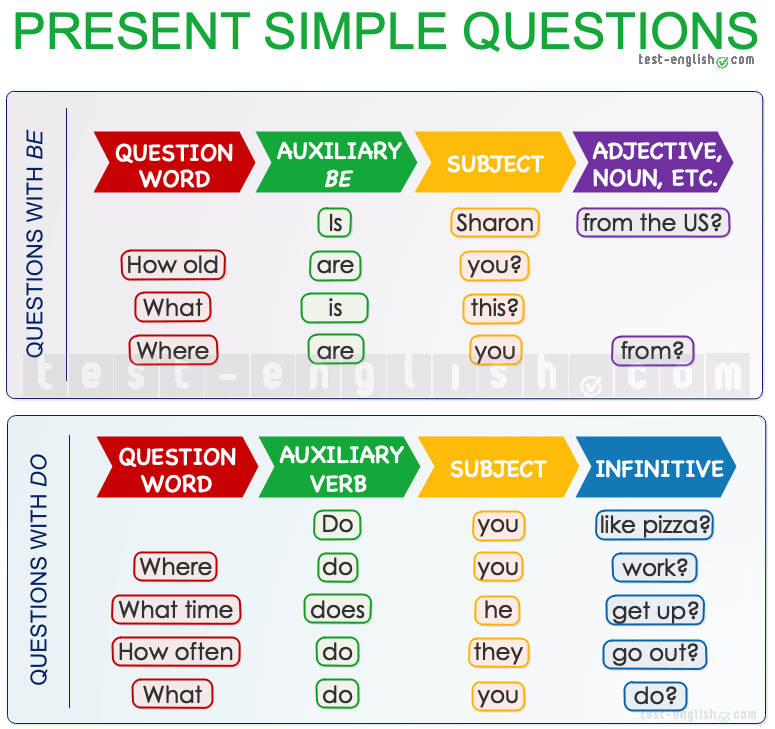 PRESENT SIMPLE QUESTIONS
test-english.com
QUESTIONS WITH BE
QUESTION WORD
AUXILIARY BE
SUBJECT
ADJECTIVE, NOUN, ETC.
Is Sharon from the US?
How old are you?
What is this?
Where are you from?
test-english.com
QUESTIONS WITH DO
QUESTION WORD
AUXILIARY VERB
SUBJECT
INFINITIVE
Do you like pizza?
Where do you work?
What time does he get up?
How often do they go out?
What do you do?
test-english.com